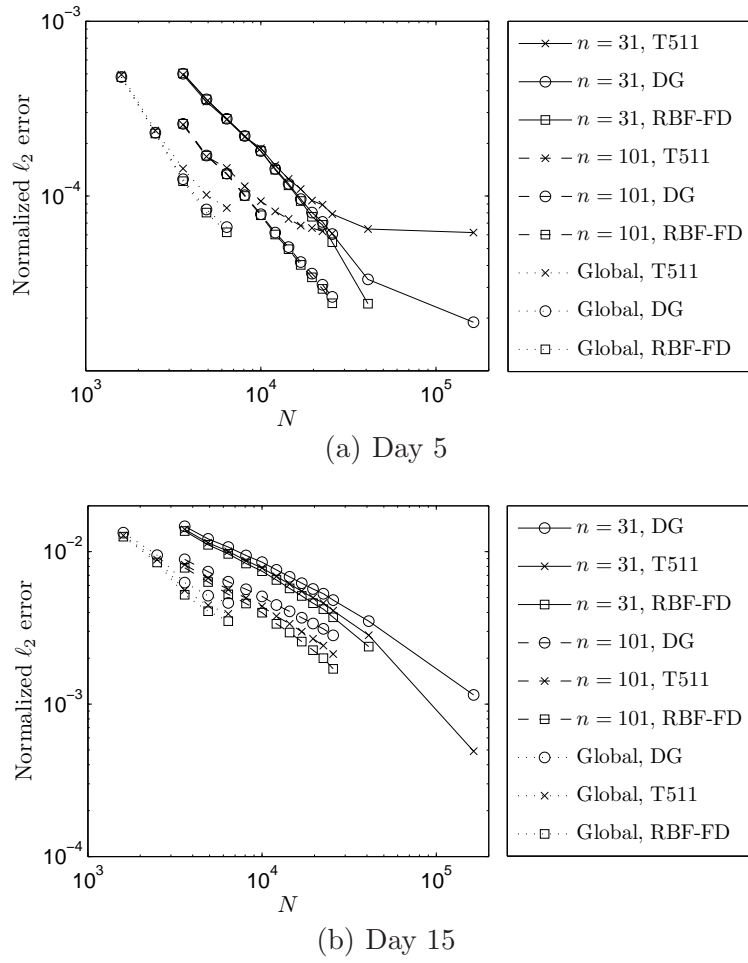 10^{-3}
10^{-4}
Normalized ℓ_2 error
10^3
10^4
10^5
N
n = 31, T511
n = 31, DG
n = 31, RBF-FD
n = 101, T511
n = 101, DG
n = 101, RBF-FD
Global, T511
Global, DG
Global, RBF-FD
(a) Day 5
10^{-2}
10^{-3}
10^{-4}
Normalized ℓ_2 error
10^3
10^4
10^5
N
n = 31, DG
n = 31, T511
n = 31, RBF-FD
n = 101, DG
n = 101, T511
n = 101, RBF-FD
Global, DG
Global, T511
Global, RBF-FD
(b) Day 15